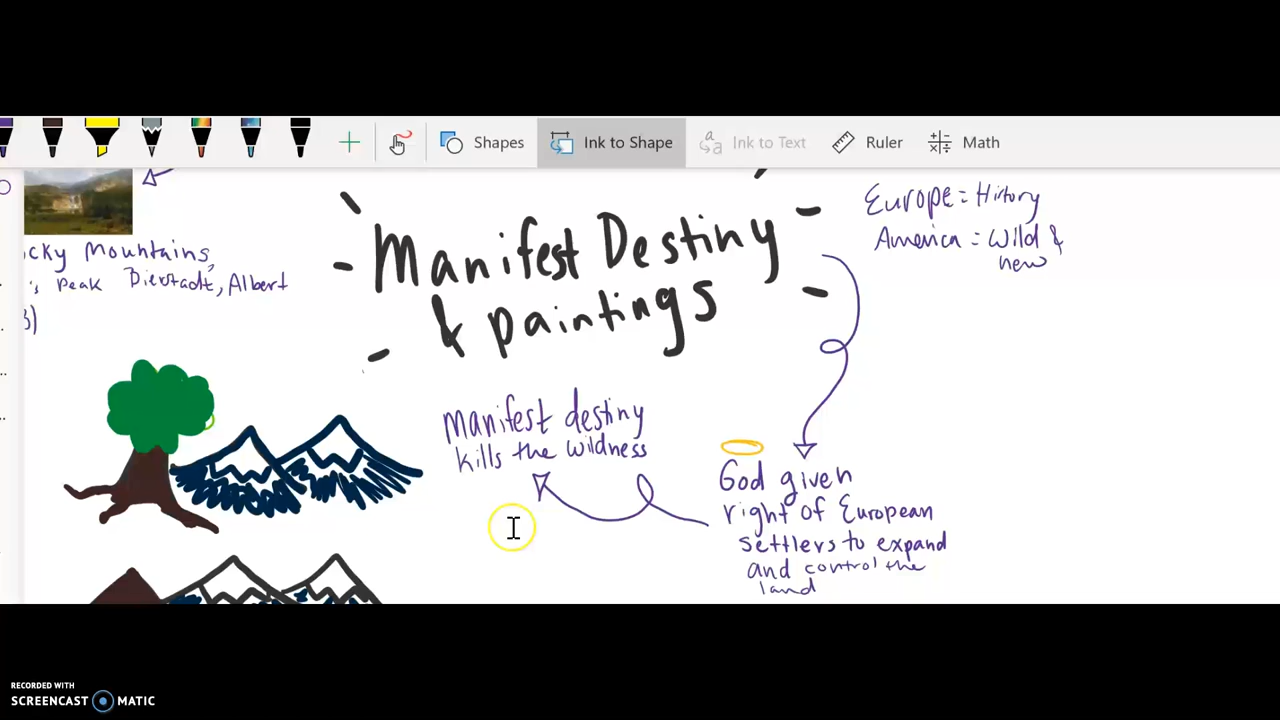 Shapes
Ink to Shape
Ink to Text
Ruler
Math
Europe = History
America = Wild &
new
Manifest Destiny
& paintings
cky Mountains,
's Peak Bierstadt, Albert
3)
Manifest destiny
kills the wildness
God given
right of European
settlers to expand
and control the
land
RECORDED WITH
SCREENCAST MATIC